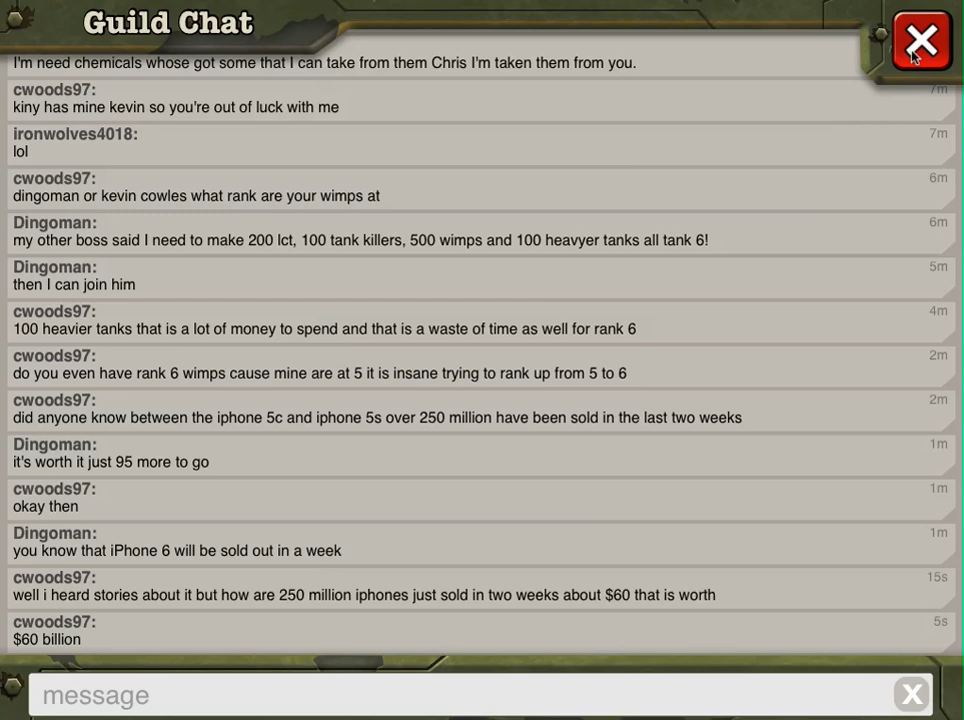 Guild Chat
I'm need chemicals whose got some that I can take from them Chris I'm taken them from you.
cwoods97:
7m
kiny has mine kevin so you're out of luck with me
ironwolves4018:
7m
lol
cwoods97:
6m
dingoman or kevin cowles what rank are your wimps at
Dingoman:
6m
my other boss said I need to make 200 lct, 100 tank killers, 500 wimps and 100 heavyer tanks all tank 6!
Dingoman:
5m
then I can join him
cwoods97:
4m
100 heavier tanks that is a lot of money to spend and that is a waste of time as well for rank 6
cwoods97:
2m
do you even have rank 6 wimps cause mine are at 5 it is insane trying to rank up from 5 to 6
cwoods97:
2m
did anyone know between the iphone 5c and iphone 5s over 250 million have been sold in the last two weeks
Dingoman:
1m
it's worth it just 95 more to go
cwoods97:
1m
okay then
Dingoman:
1m
you know that iPhone 6 will be sold out in a week
cwoods97:
15s
well i heard stories about it but how are 250 million iphones just sold in two weeks about $60 that is worth
cwoods97:
5s
$60 billion
message